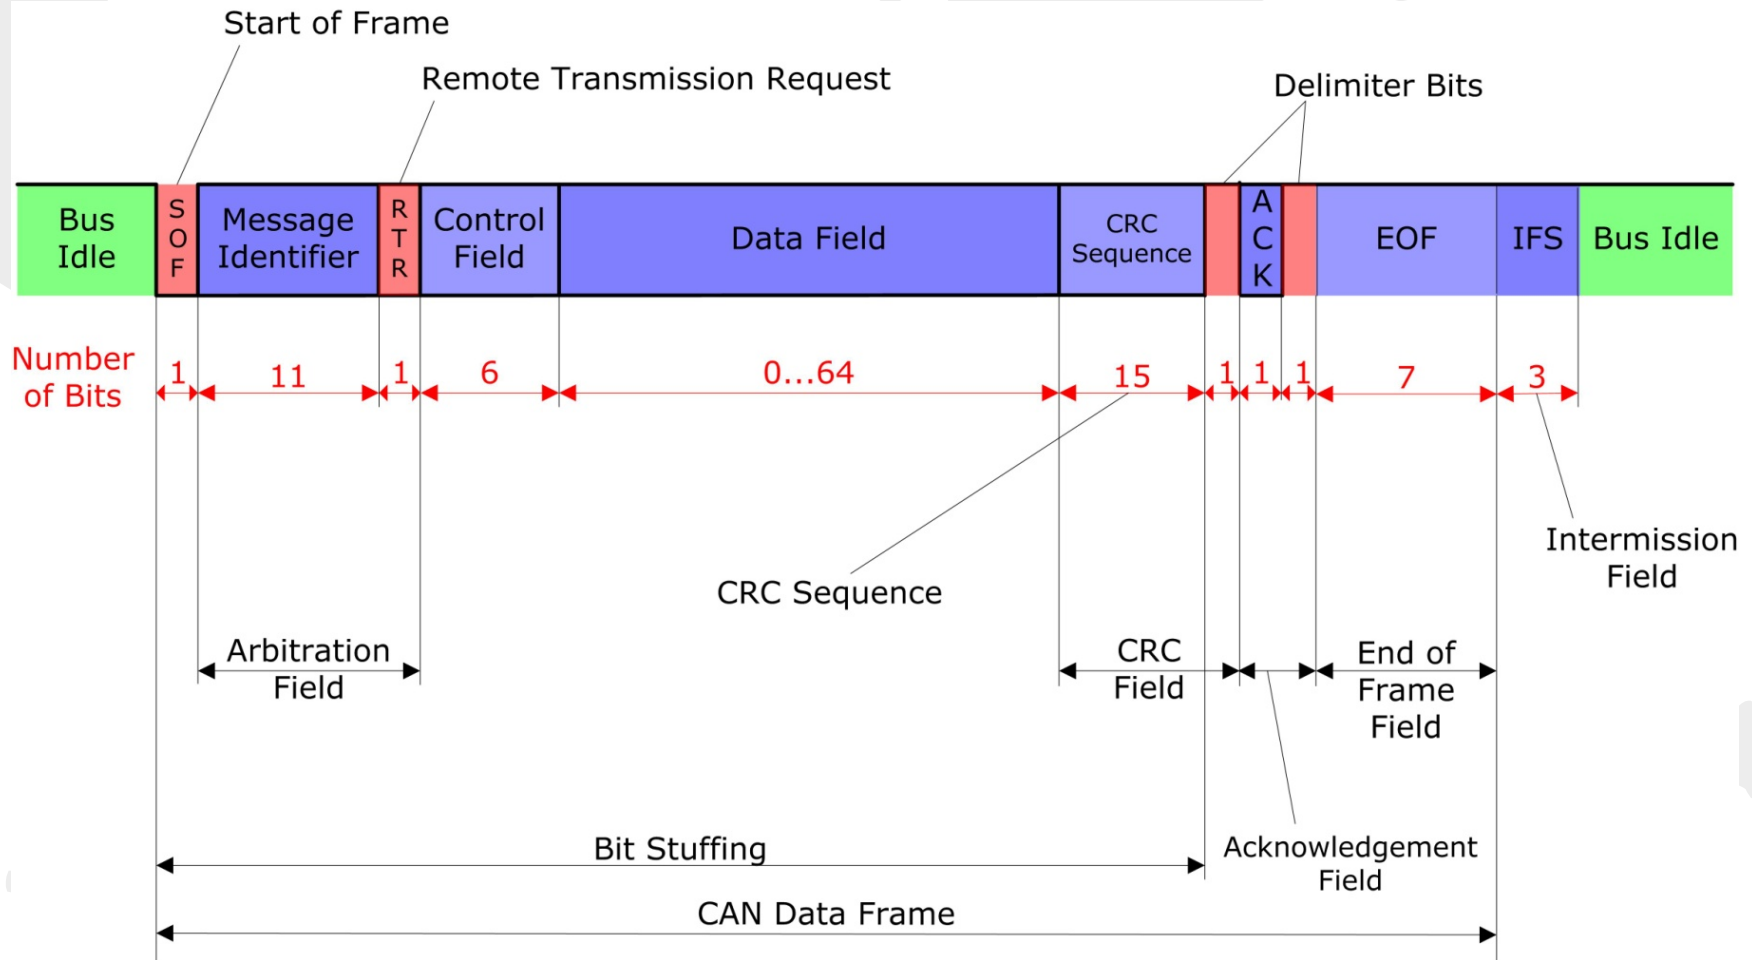 Start of Frame
Remote Transmission Request
Delimiter Bits
Bus
Idle
S
O
F
Message
Identifier
R
T
R
Control
Field
Data Field
CRC
Sequence
A
C
K
EOF
IFS
Bus Idle
Number
of Bits
1
11
1
6
0...64
15
1
1
1
7
3
Intermission
Field
CRC Sequence
Arbitration
Field
CRC
Field
End of
Frame
Field
Bit Stuffing
Acknowledgement
Field
CAN Data Frame